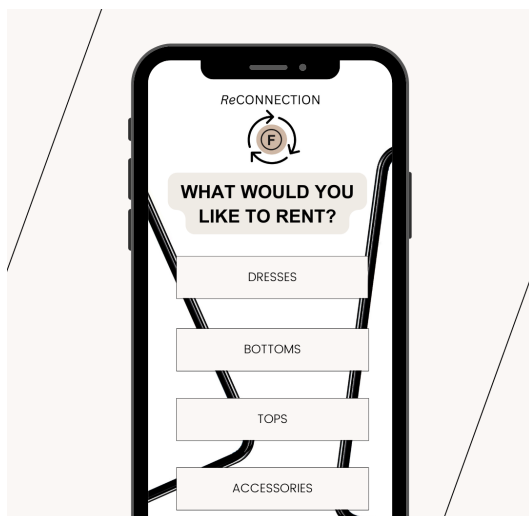 ReCONNECTION
F
WHAT WOULD YOU
LIKE TO RENT?
DRESSES
BOTTOMS
TOPS
ACCESSORIES